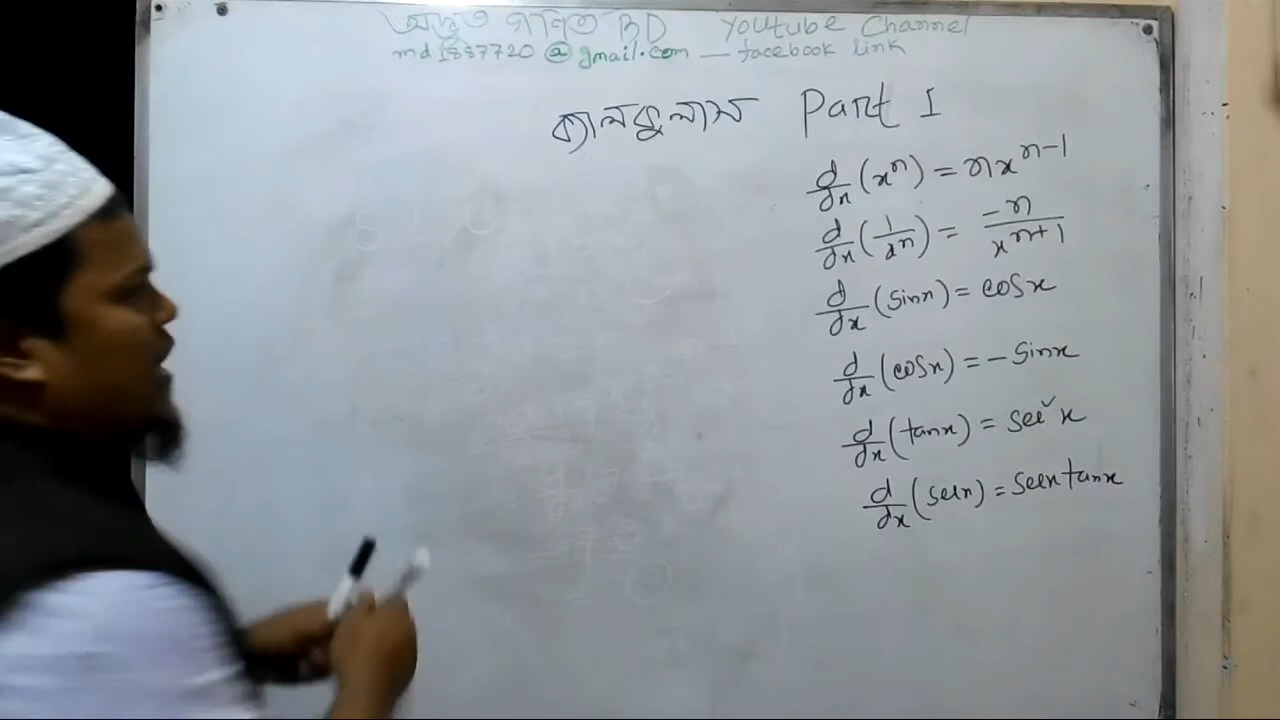 অদ্ভুত গণিত BD Youtube Channel
md1887720@gmail.com — facebook link
ক্যালকুলাস Part I
d/dx (xⁿ) = nxⁿ⁻¹
d/dx (1/xⁿ) = -n/xⁿ⁺¹
d/dx (sinx) = cosx
d/dx (cosx) = -sinx
d/dx (tanx) = sec²x
d/dx (secx) = secx tanx